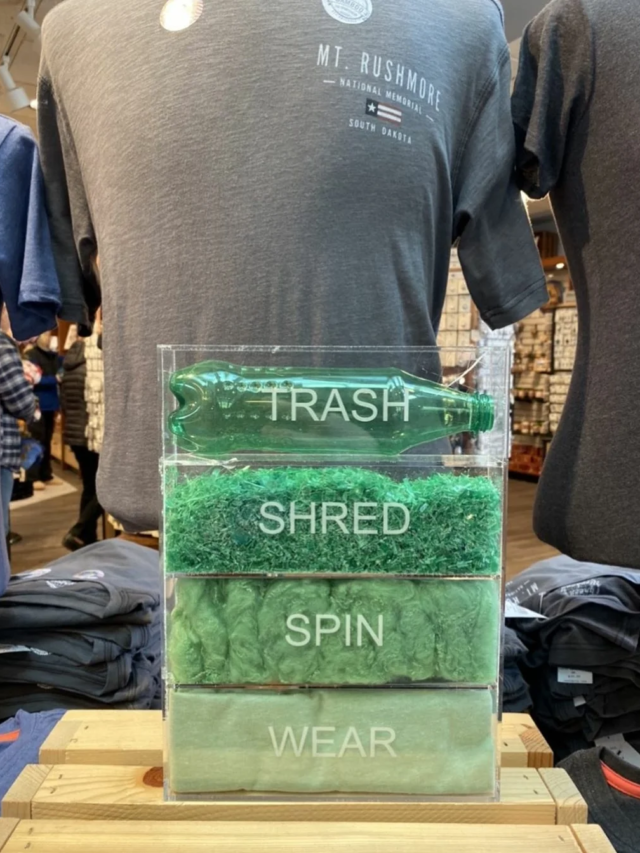 MT. RUSHMORE
NATIONAL MEMORIAL
SOUTH DAKOTA
TRASH
SHRED
SPIN
WEAR